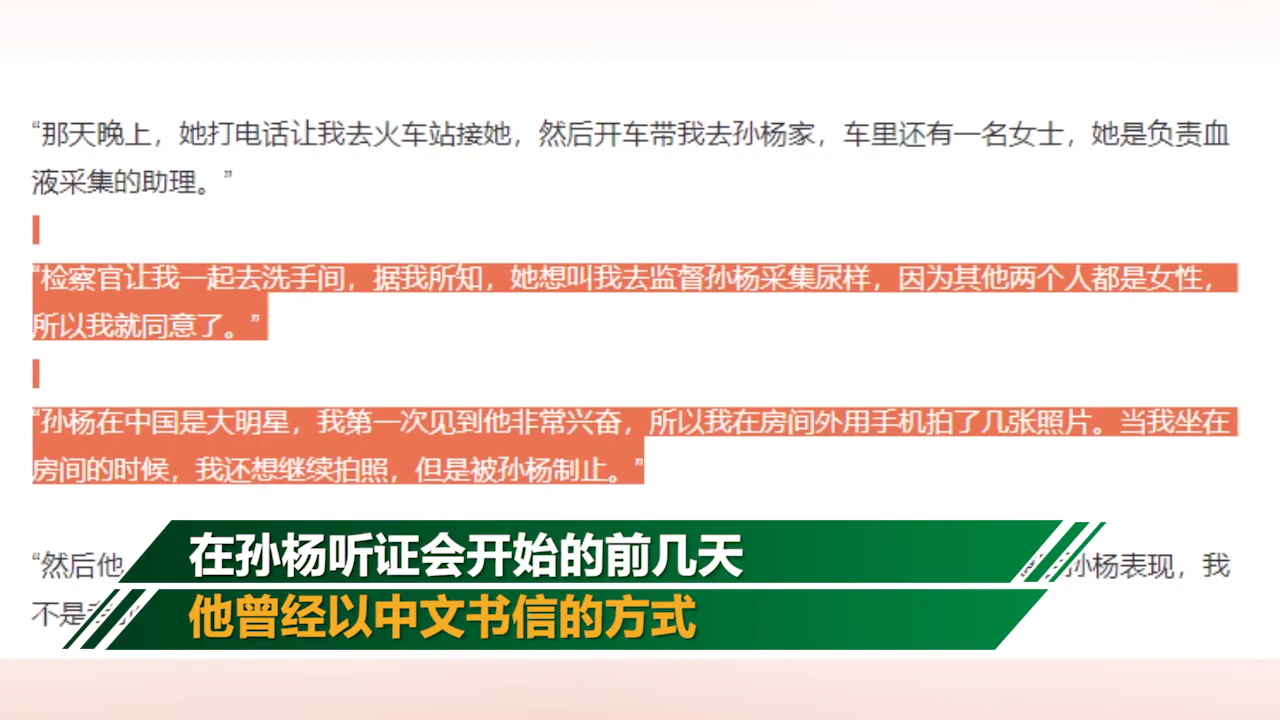 “那天晚上，她打电话让我去火车站接她，然后开车带我去孙杨家，车里还有一名女士，她是负责血
液采集的助理。”
“检察官让我一起去洗手间，据我所知，她想叫我去监督孙杨采集尿样，因为其他两个人都是女性，
所以我就同意了。”
“孙杨在中国是大明星，我第一次见到他非常兴奋，所以我在房间外用手机拍了几张照片。当我坐在
房间的时候，我还想继续拍照，但是被孙杨制止。”
在孙杨听证会开始的前几天
“然后他
孙杨表现，我
他曾经以中文书信的方式
不是